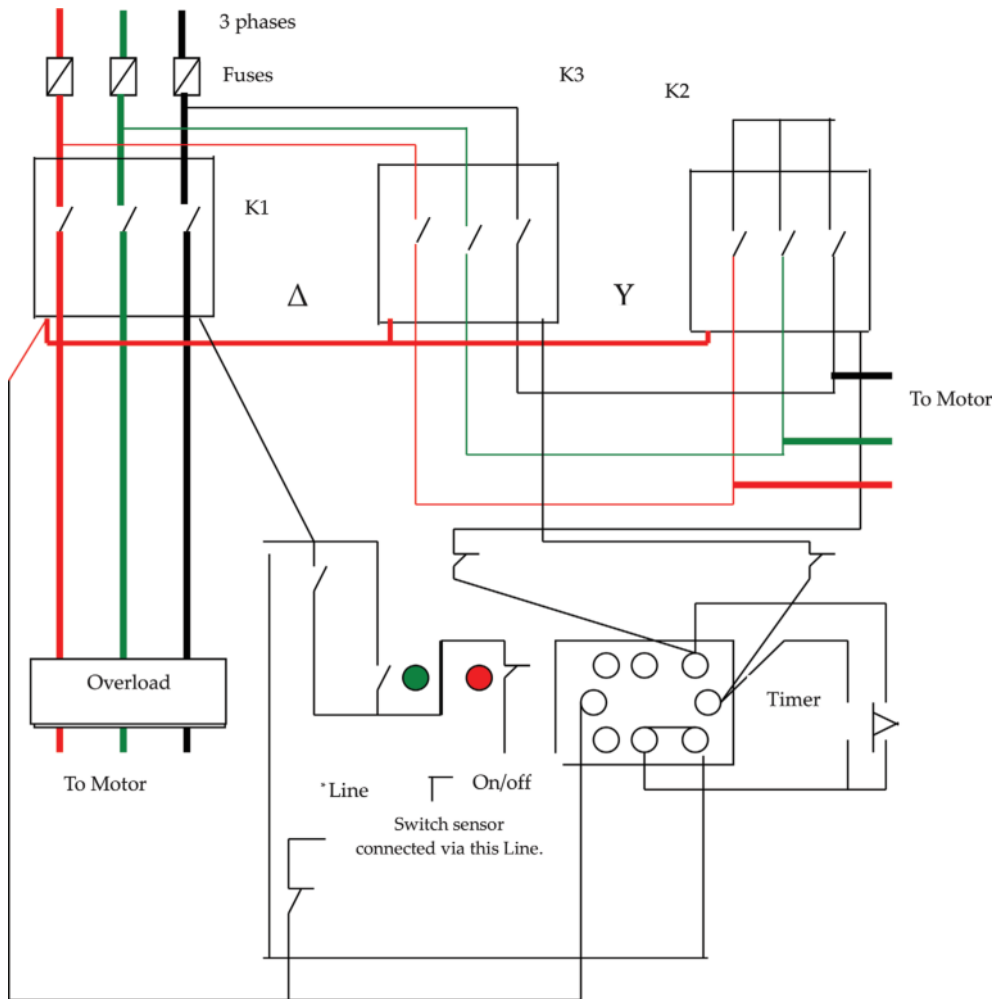 3 phases
Fuses
K3
K2
K1
Δ
Y
To Motor
Overload
Timer
To Motor
*Line
On/off
Switch sensor
connected via this Line.